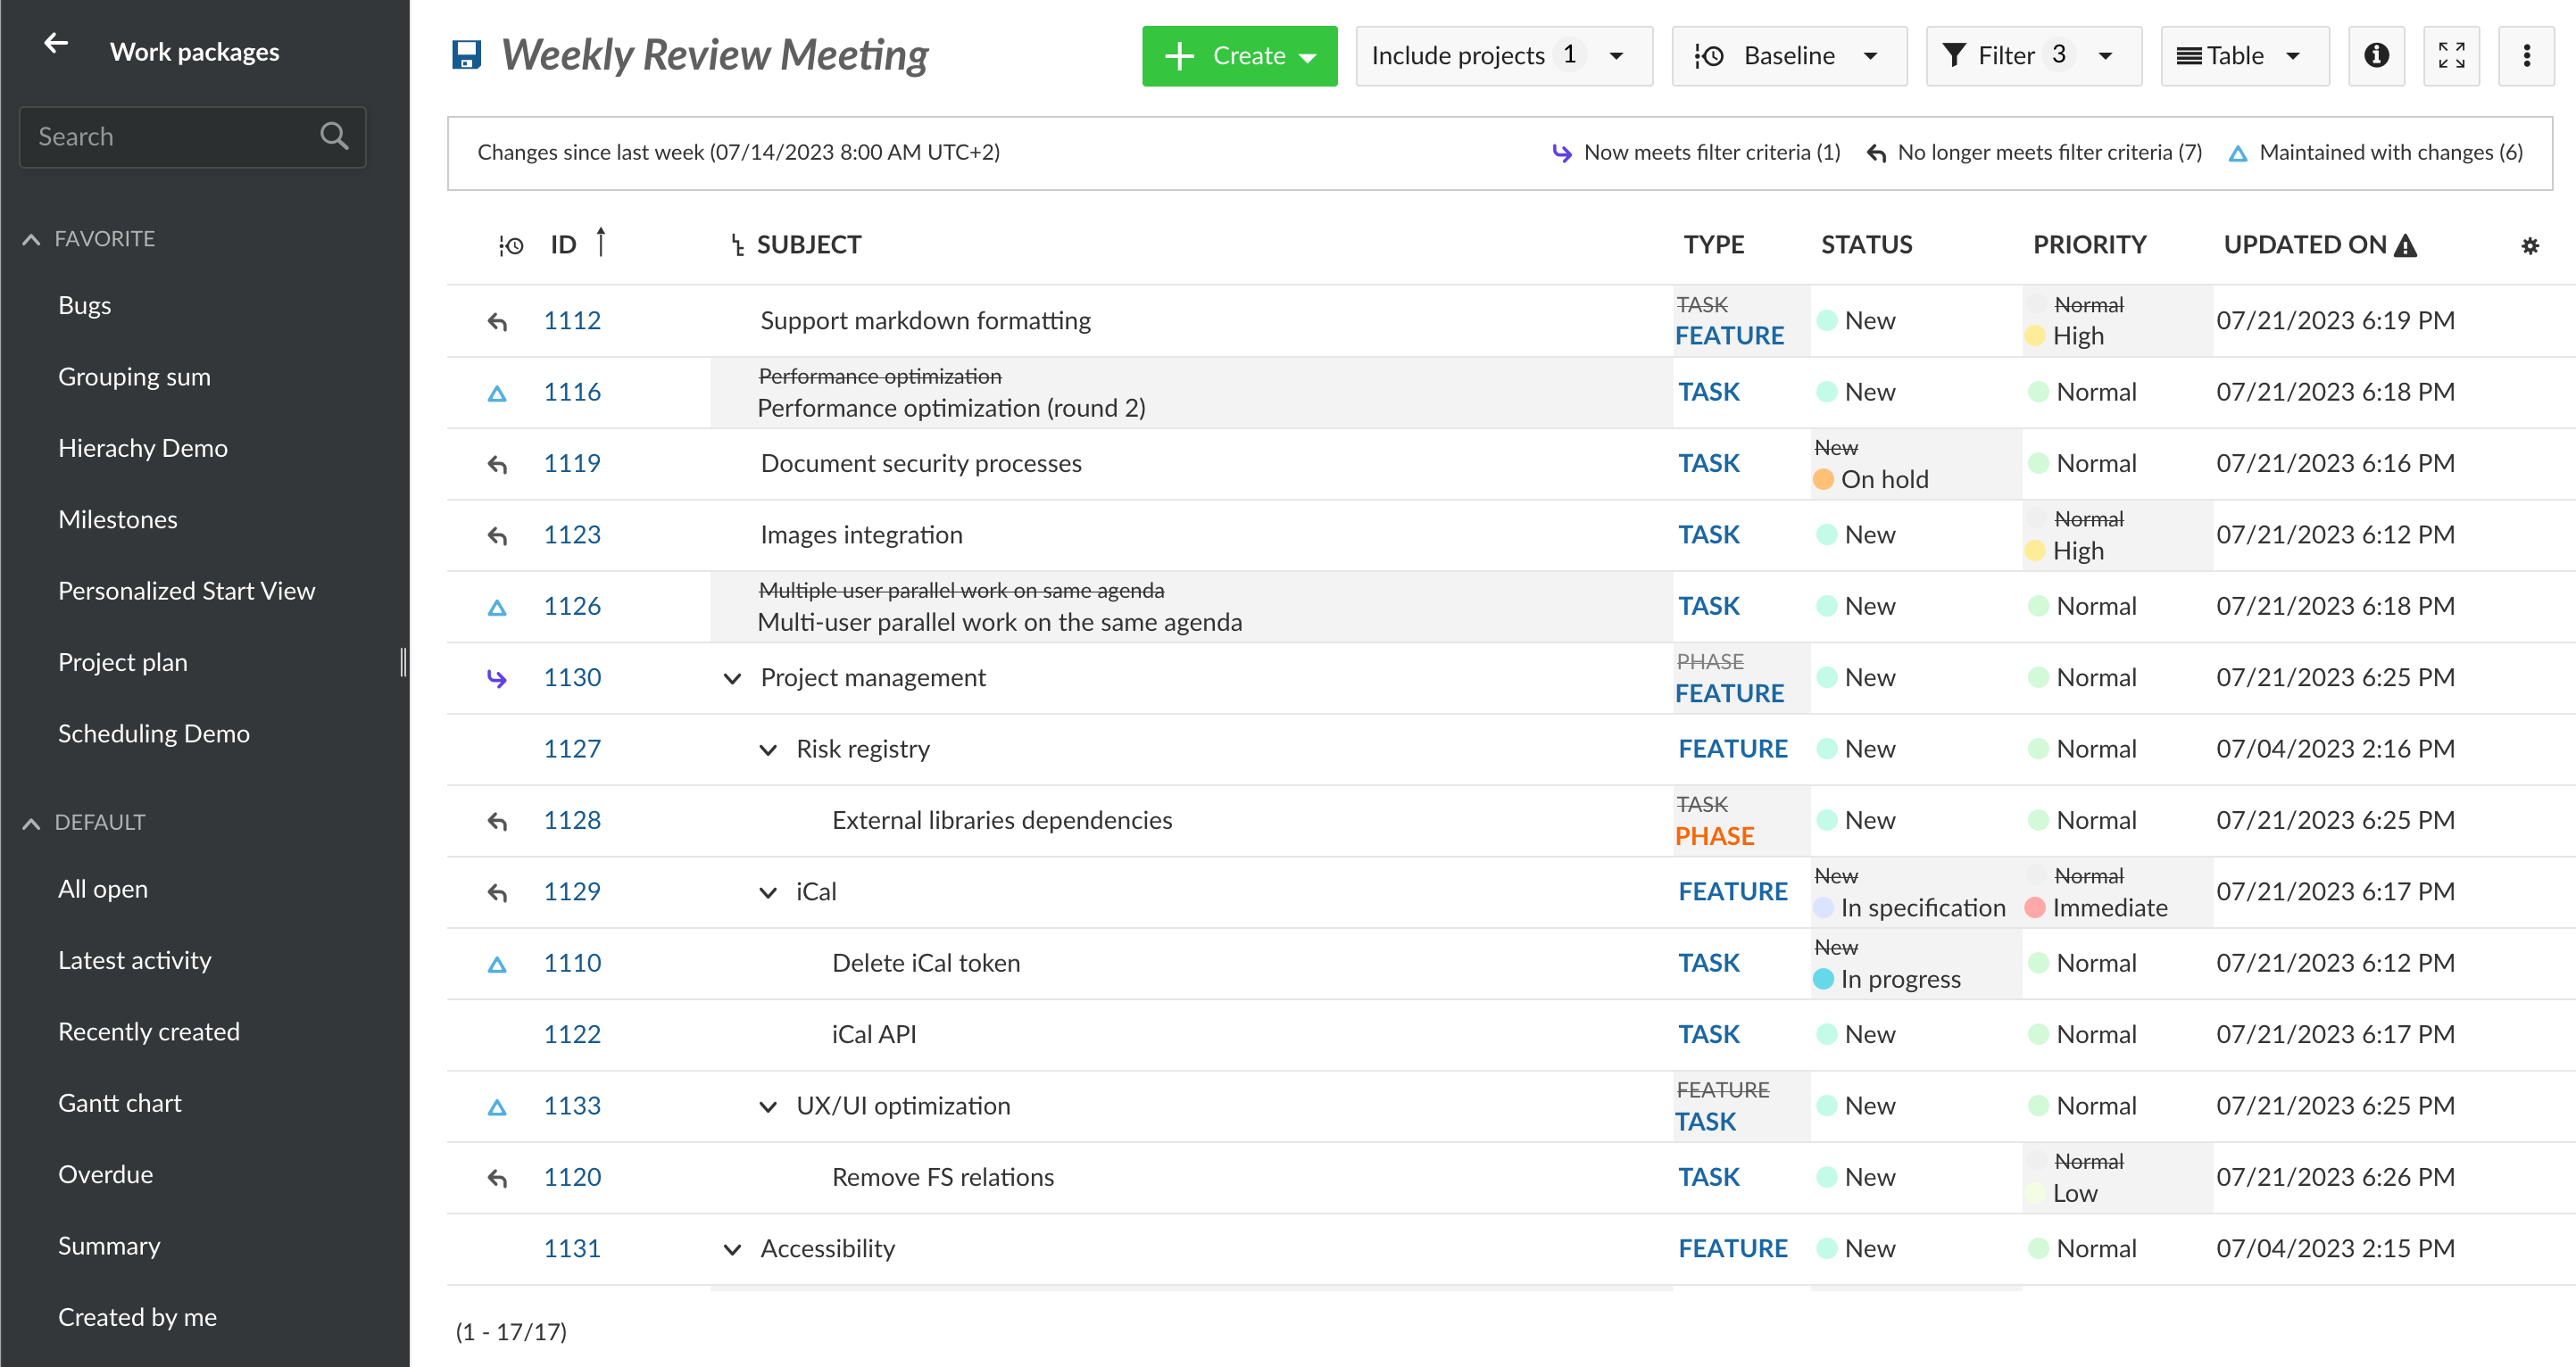 Work packages
Search
FAVORITE
Bugs
Grouping sum
Hierachy Demo
Milestones
Personalized Start View
Project plan
Scheduling Demo
DEFAULT
All open
Latest activity
Recently created
Gantt chart
Overdue
Summary
Created by me
Weekly Review Meeting
Create
Include projects 1
Baseline
Filter 3
Table
Changes since last week (07/14/2023 8:00 AM UTC+2)
Now meets filter criteria (1) No longer meets filter criteria (7) Maintained with changes (6)
ID SUBJECT TYPE STATUS PRIORITY UPDATED ON
TASK Normal
1112 Support markdown formatting FEATURE New High 07/21/2023 6:19 PM
Performance optimization
1116 Performance optimization (round 2) TASK New Normal 07/21/2023 6:18 PM
New
1119 Document security processes TASK On hold Normal 07/21/2023 6:16 PM
Normal
1123 Images integration TASK New High 07/21/2023 6:12 PM
Multiple user parallel work on same agenda
1126 Multi-user parallel work on the same agenda TASK New Normal 07/21/2023 6:18 PM
PHASE
1130 Project management FEATURE New Normal 07/21/2023 6:25 PM
1127 Risk registry FEATURE New Normal 07/04/2023 2:16 PM
TASK
1128 External libraries dependencies PHASE New Normal 07/21/2023 6:25 PM
New Normal
1129 iCal FEATURE In specification Immediate 07/21/2023 6:17 PM
New
1110 Delete iCal token TASK In progress Normal 07/21/2023 6:12 PM
1122 iCal API TASK New Normal 07/21/2023 6:17 PM
FEATURE
1133 UX/UI optimization TASK New Normal 07/21/2023 6:25 PM
Normal
1120 Remove FS relations TASK New Low 07/21/2023 6:26 PM
1131 Accessibility FEATURE New Normal 07/04/2023 2:15 PM
(1 - 17/17)